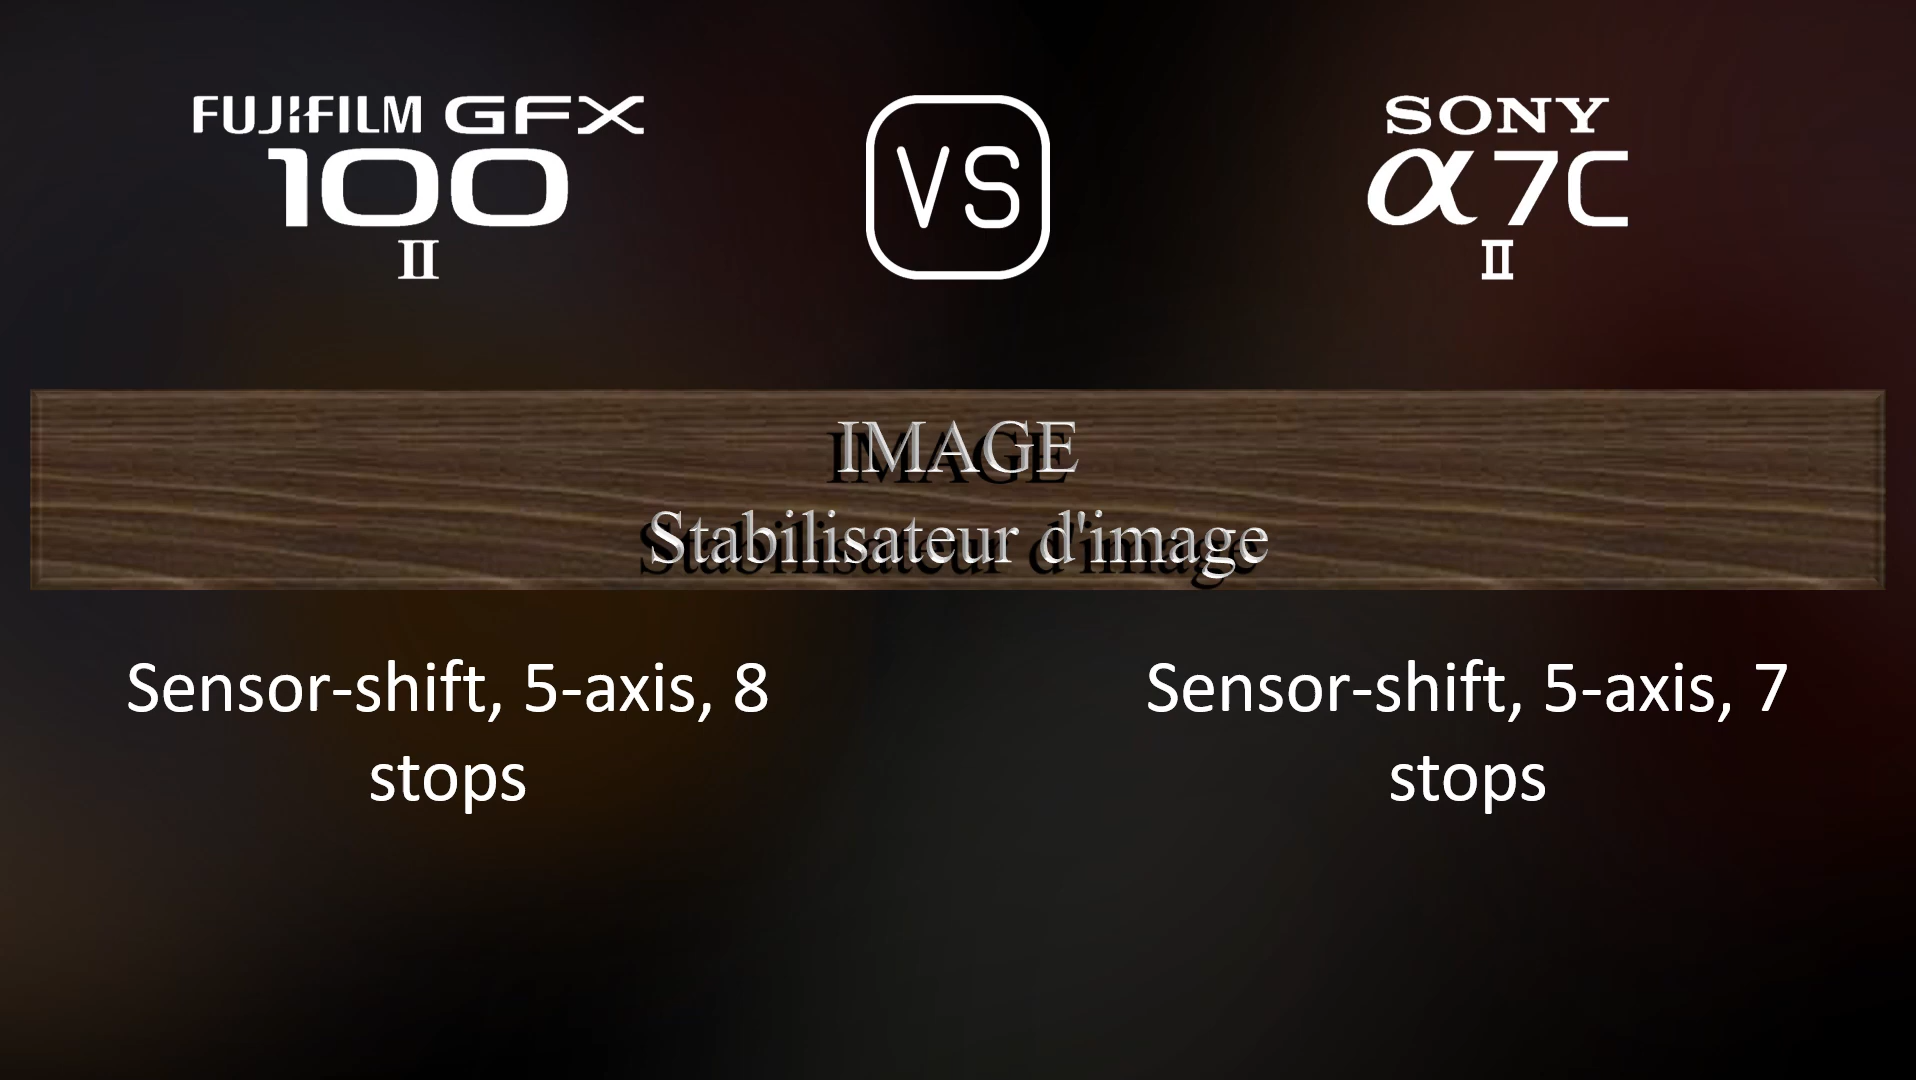 FUJIFILM GFX
100
II
VS
SONY
α7C
II
IMAGE
Stabilisateur d'image
Sensor-shift, 5-axis, 8
stops
Sensor-shift, 5-axis, 7
stops